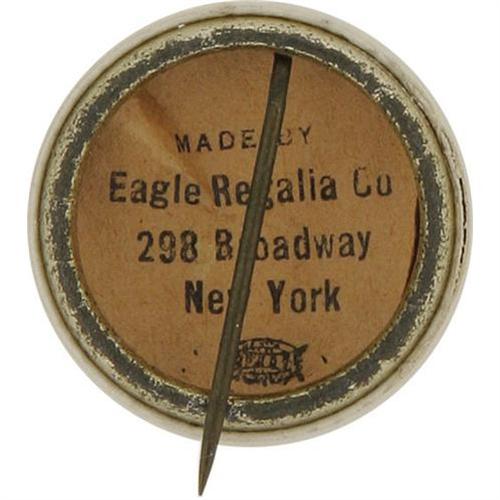 MADE BY
Eagle Regalia Co
298 Broadway
New York